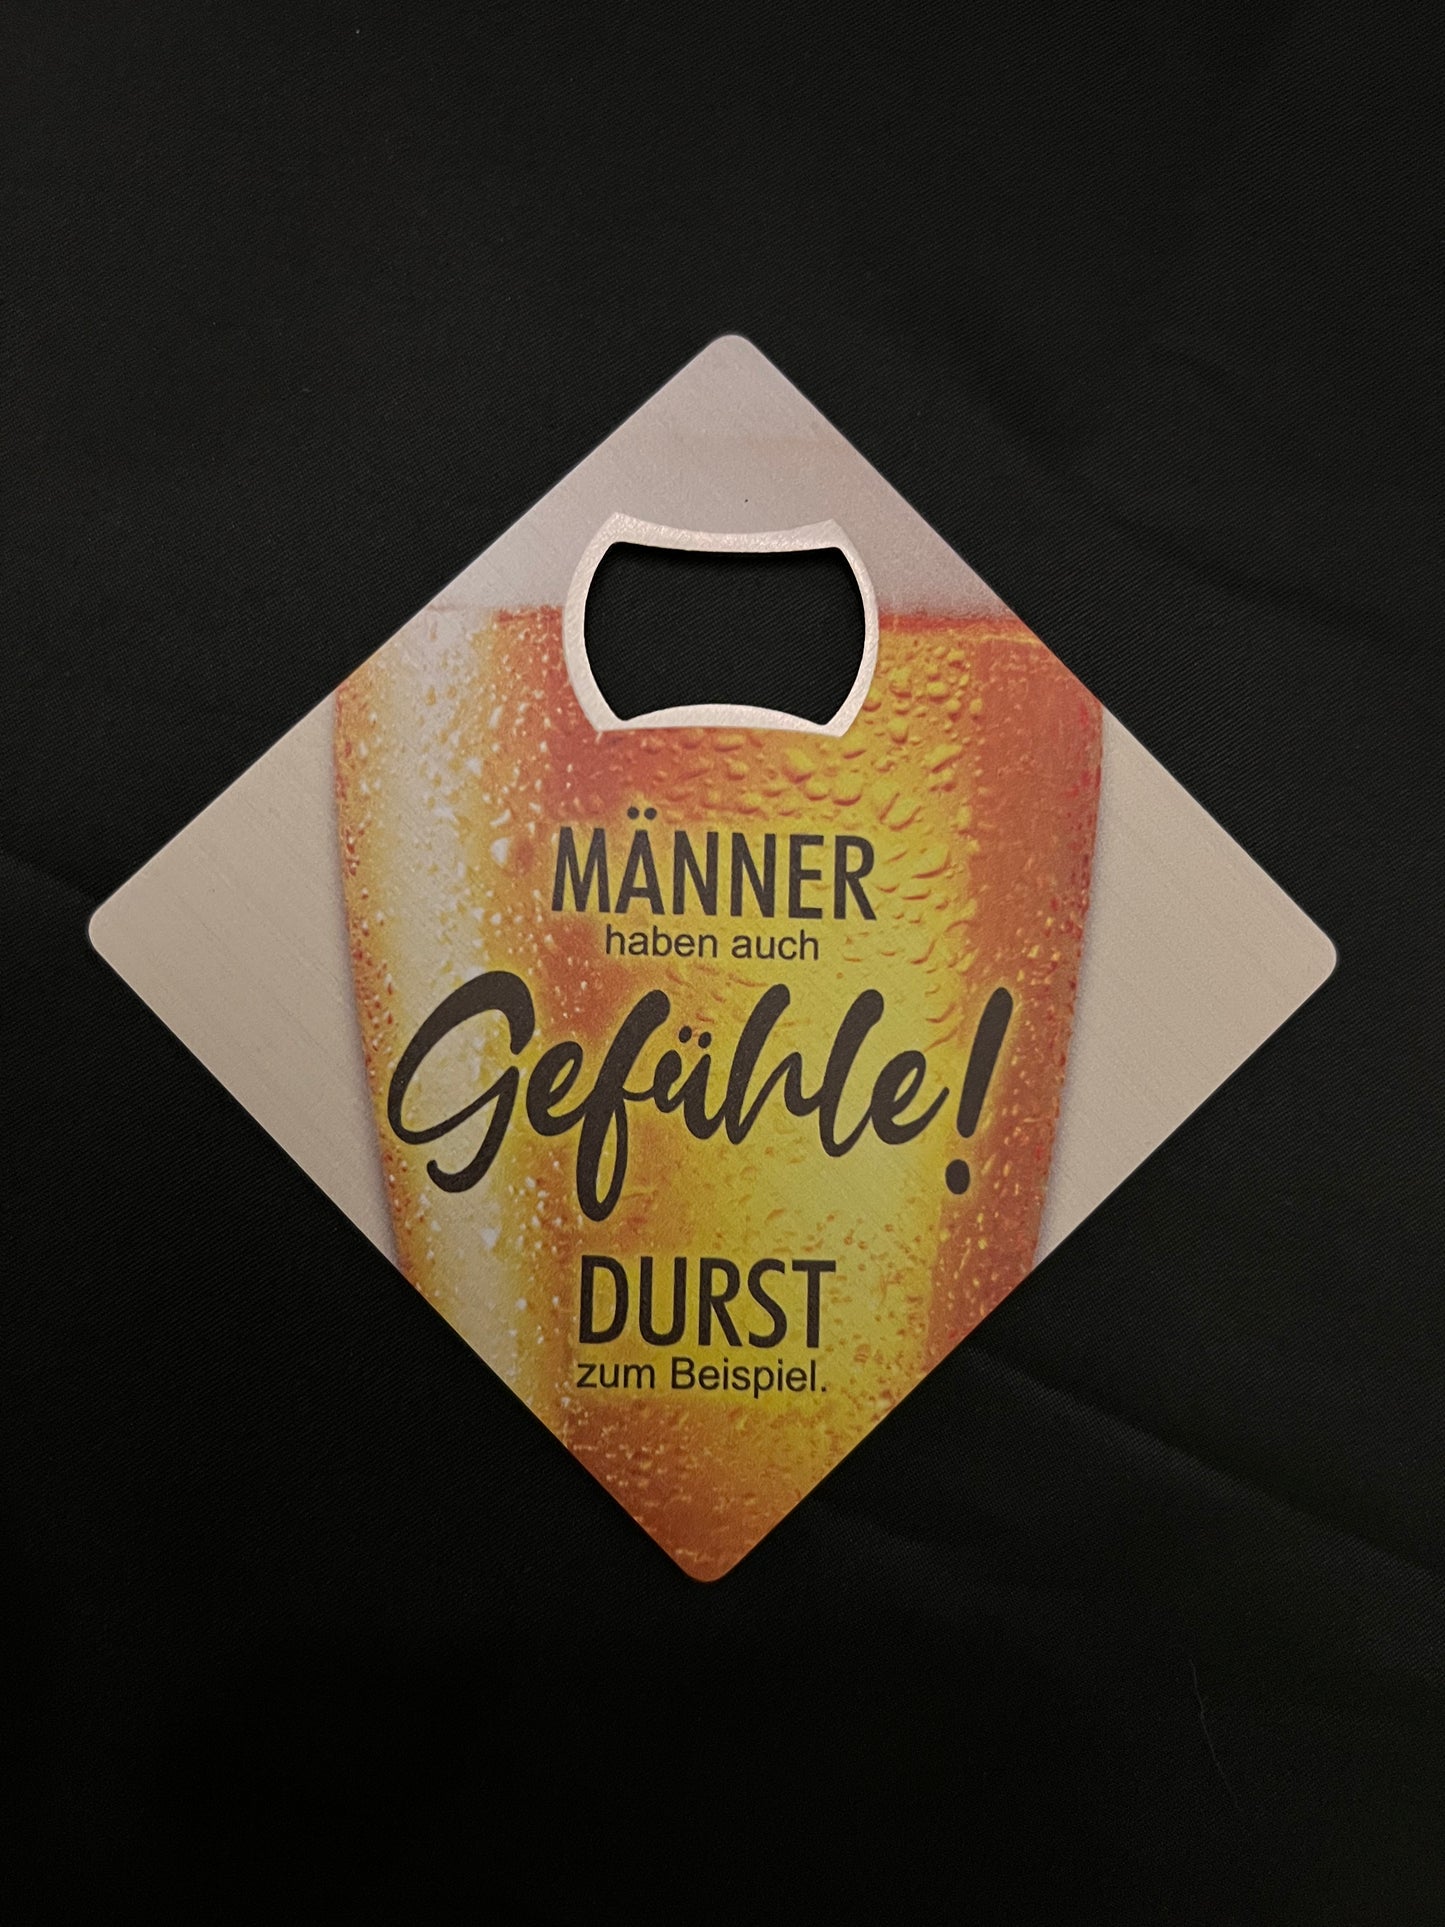 MÄNNER
haben auch
Gefühle!
DURST
zum Beispiel.